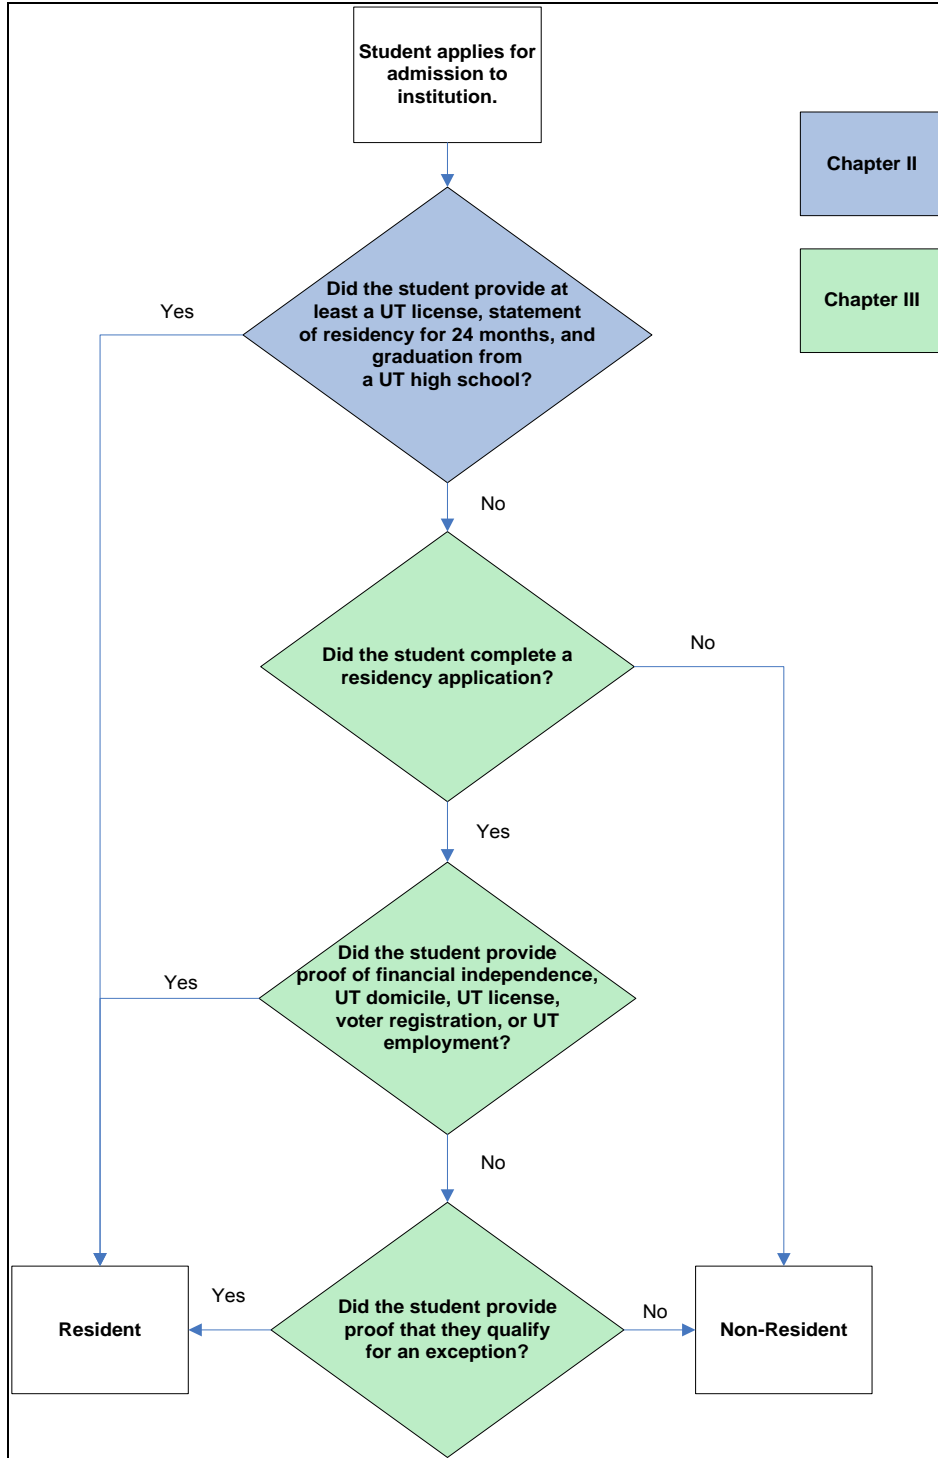 Student applies for
admission to
institution.
Chapter II
Did the student provide at
least a UT license, statement
of residency for 24 months, and
graduation from
a UT high school?
Yes
Chapter III
No
Did the student complete a
residency application?
No
Yes
Did the student provide
proof of financial independence,
UT domicile, UT license,
voter registration, or UT
employment?
Yes
No
Did the student provide
proof that they qualify
for an exception?
Yes
No
Resident
Non-Resident